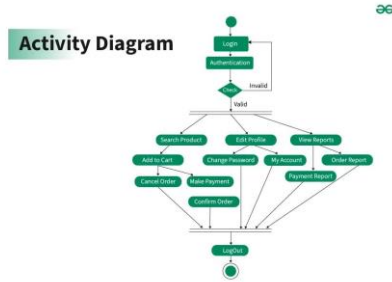 Activity Diagram
Login
Authentication
Invalid
Check
Valid
Search Product
Edit Profile
View Reports
Add to Cart
Change Password
My Account
Order Report
Cancel Order
Make Payment
Payment Report
Confirm Order
LogOut